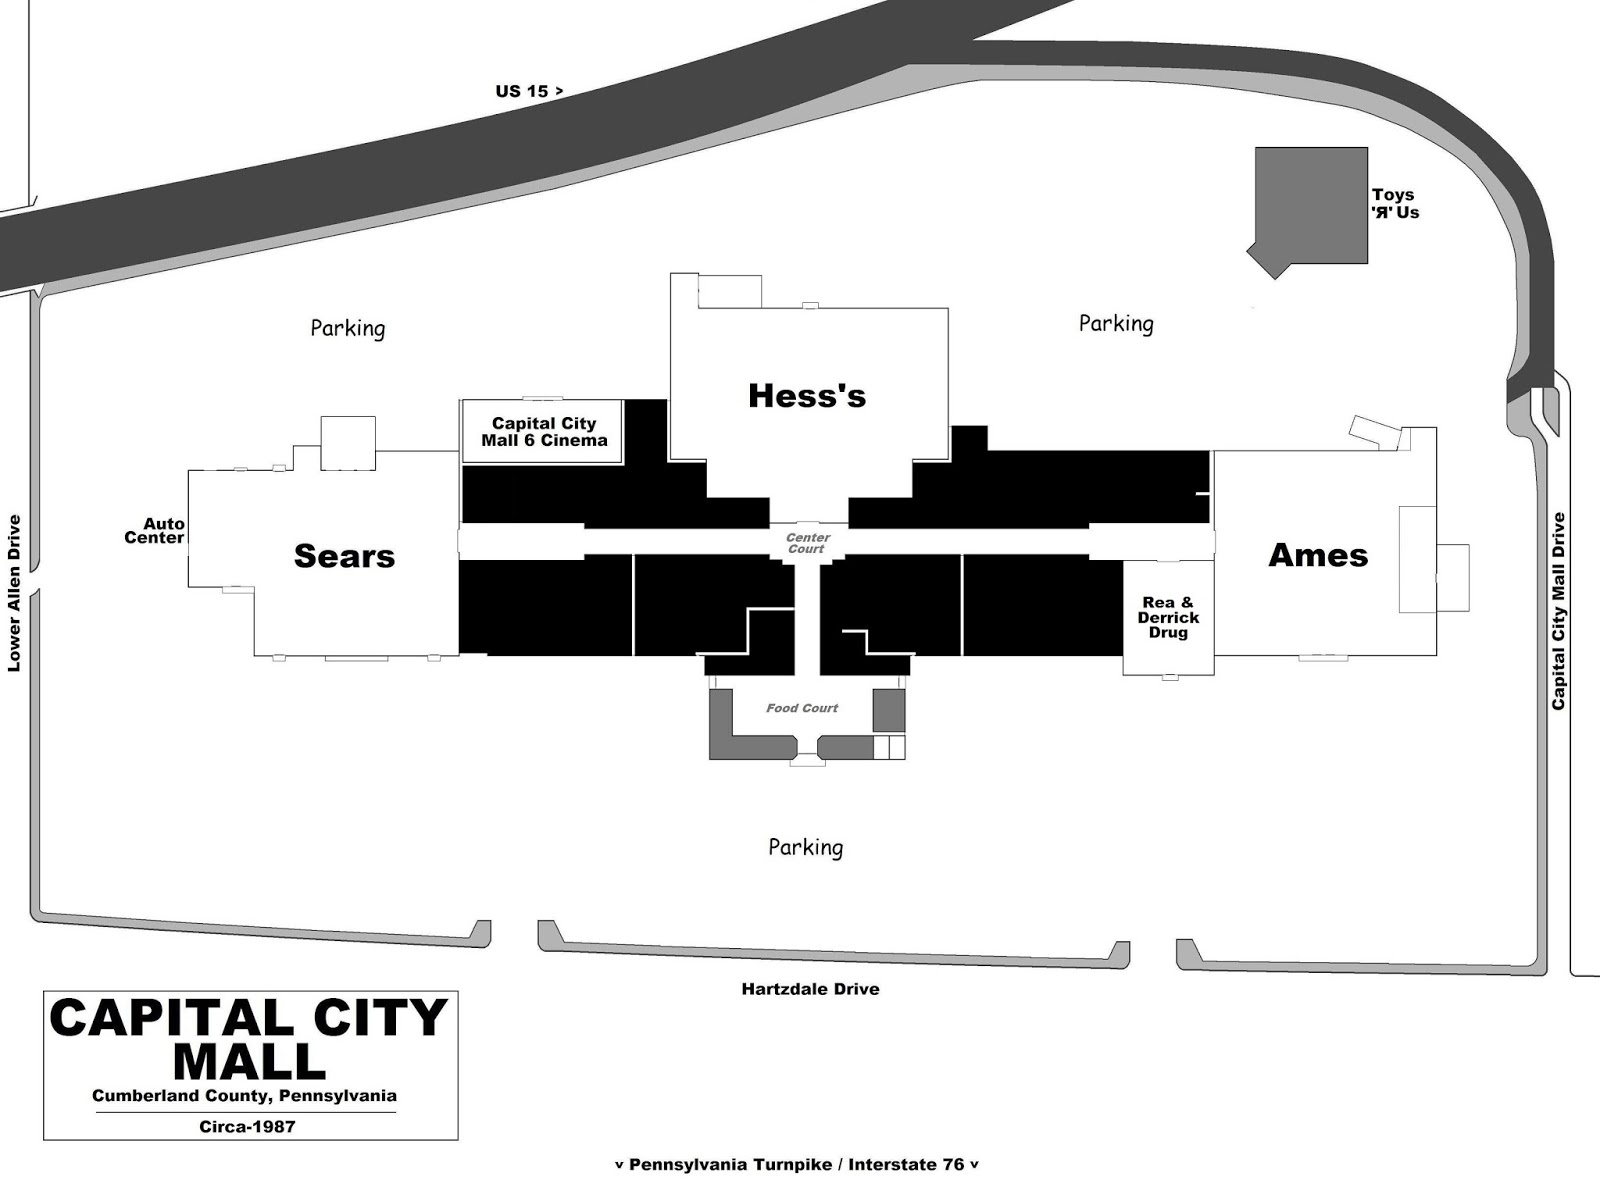 US 15 >
Toys
'Я' Us
Parking
Parking
Hess's
Capital City
Mall 6 Cinema
Auto
Center
Sears
Center
Court
Ames
Rea &
Derrick
Drug
Lower Allen Drive
Capital City Mall Drive
Food Court
Parking
Hartzdale Drive
CAPITAL CITY
MALL
Cumberland County, Pennsylvania
Circa-1987
v Pennsylvania Turnpike / Interstate 76 v